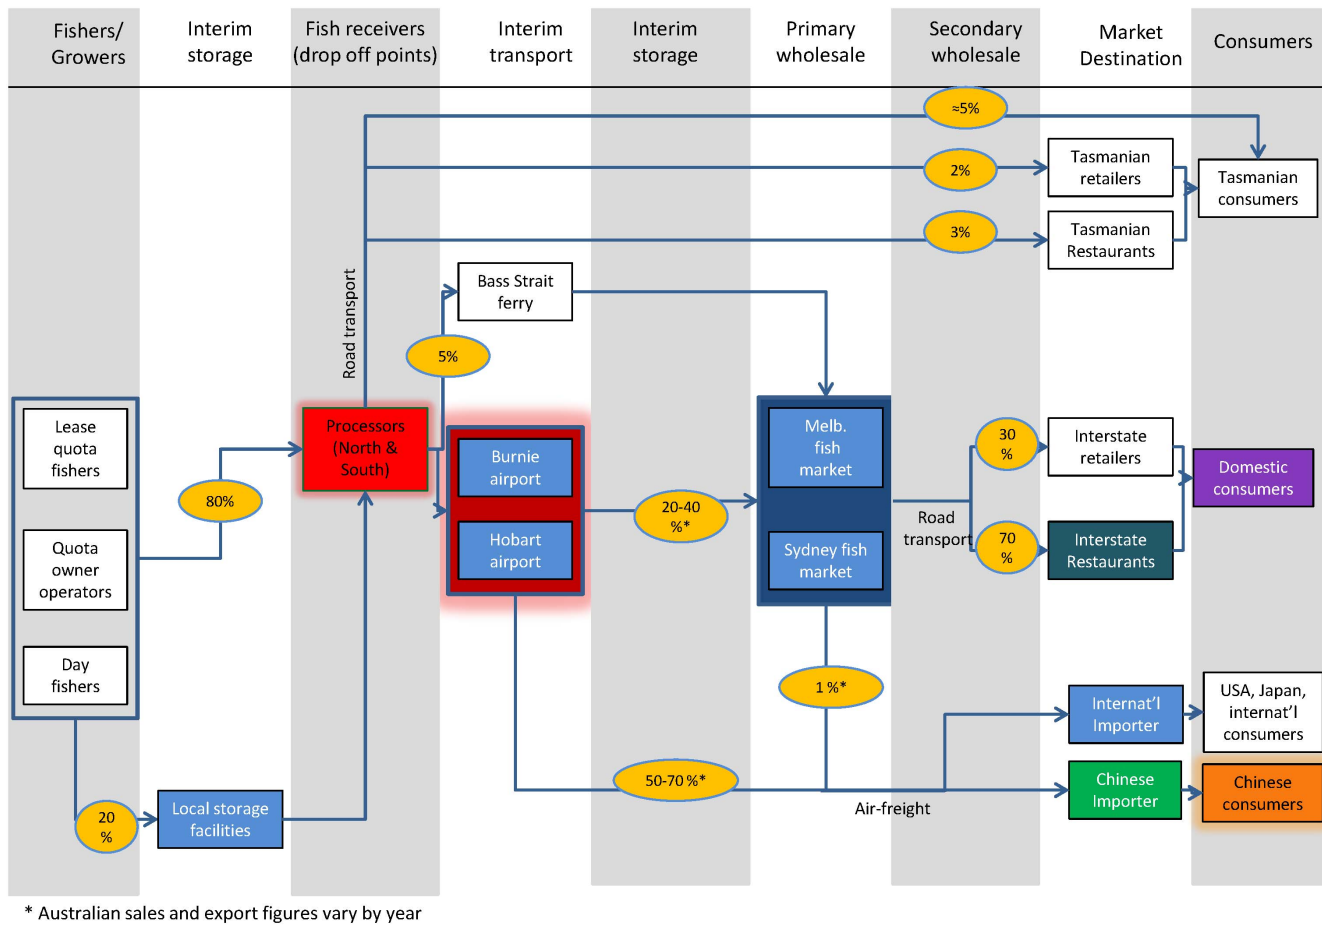 Fishers/
Growers
Interim
storage
Fish receivers
(drop off points)
Interim
transport
Interim
storage
Primary
wholesale
Secondary
wholesale
Market
Destination
Consumers
≈5%
2%
Tasmanian
retailers
Tasmanian
consumers
3%
Tasmanian
Restaurants
Road transport
Bass Strait
ferry
5%
Lease
quota
fishers
Quota
owner
operators
Day
fishers
80%
Processors
(North &
South)
Burnie
airport
Hobart
airport
20-40
%*
Melb.
fish
market
Sydney fish
market
Road
transport
30
%
70
%
Interstate
retailers
Interstate
Restaurants
Domestic
consumers
1 %*
50-70 %*
Air-freight
Internat'l
Importer
USA, Japan,
internat'l
consumers
Chinese
Importer
Chinese
consumers
20
%
Local storage
facilities
* Australian sales and export figures vary by year